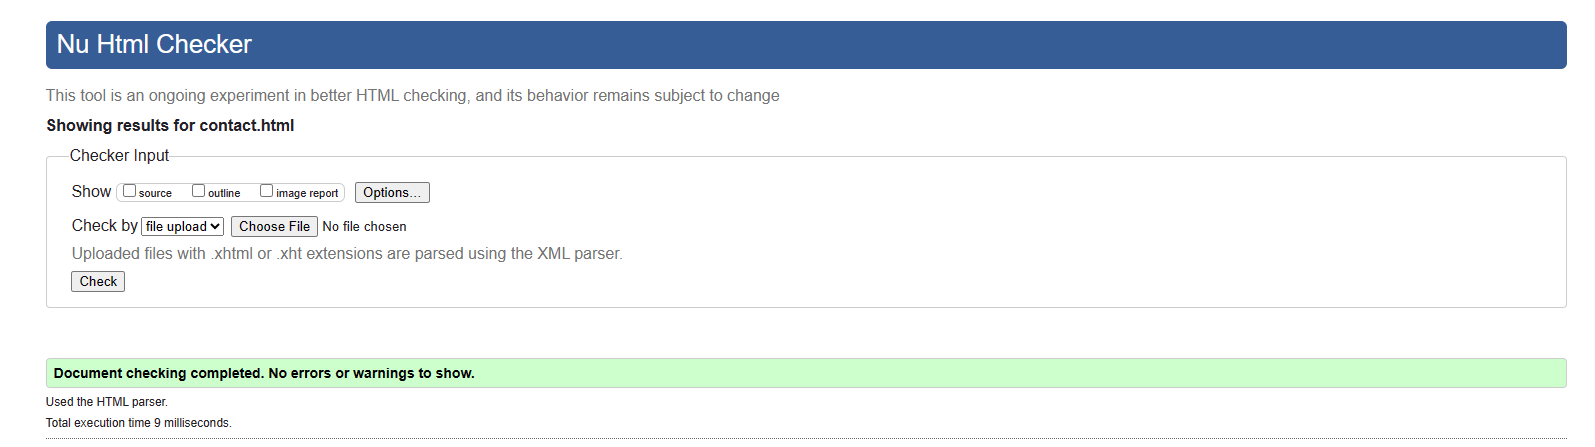 Nu Html Checker
This tool is an ongoing experiment in better HTML checking, and its behavior remains subject to change
Showing results for contact.html
Checker Input
Show source outline image report Options...
Check by file upload Choose File No file chosen
Uploaded files with .xhtml or .xht extensions are parsed using the XML parser.
Check
Document checking completed. No errors or warnings to show.
Used the HTML parser.
Total execution time 9 milliseconds.